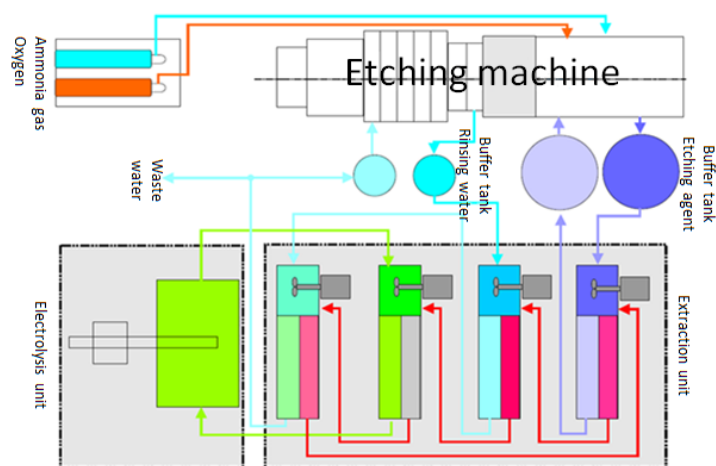 Ammonia gas
Oxygen
Etching machine
Waste
water
Buffer tank
Rinsing water
Buffer tank
Etching agent
Electrolysis unit
Extraction unit